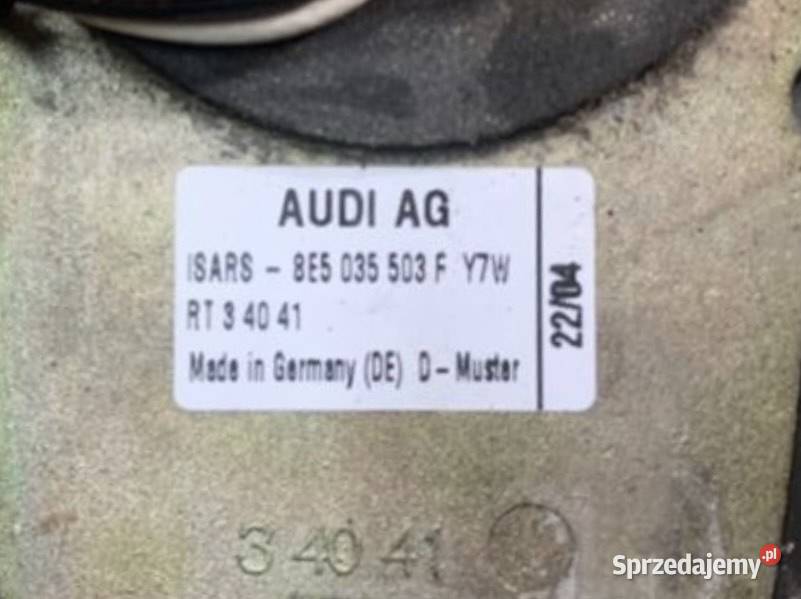 AUDI AG
ISARS - 8E5 035 503 F Y7W
RT 3 40 41
Made in Germany (DE) D-Muster
22/04
3 40 41
Sprzedajemy.pl